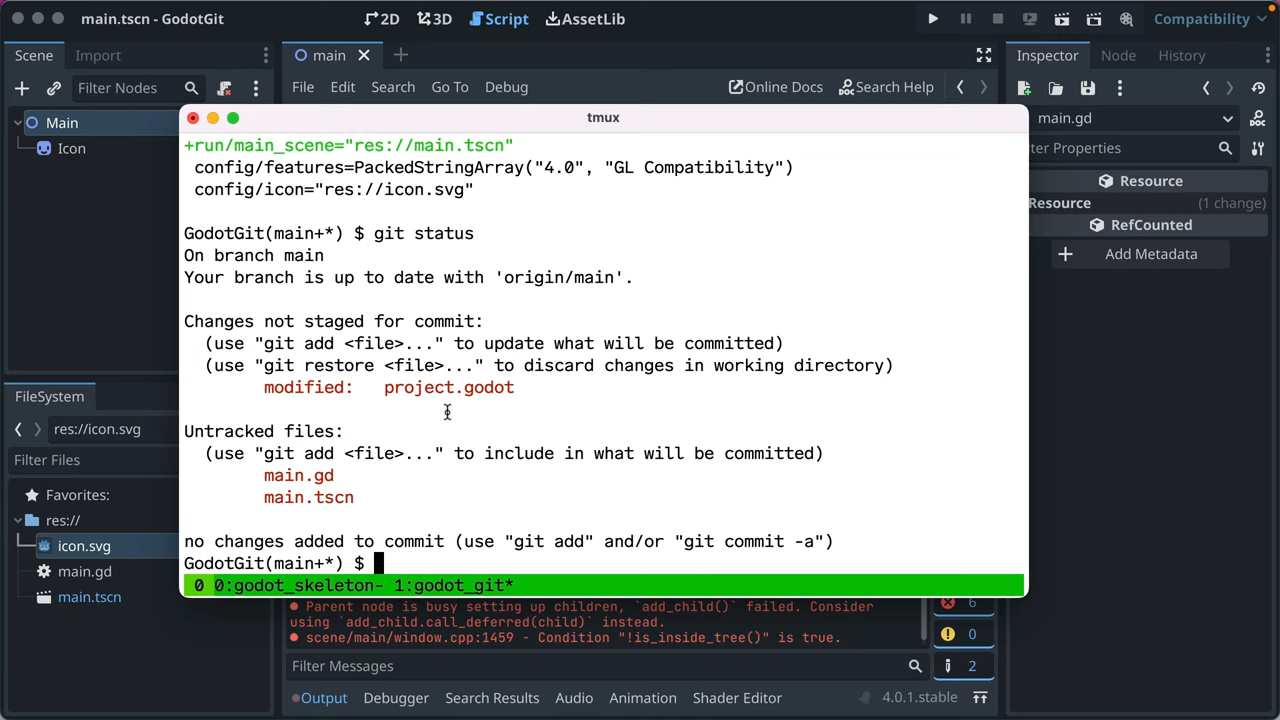 main.tscn - GodotGit
2D
3D
Script
AssetLib
Compatibility
Scene
Import
main
Inspector
Node
History
Filter Nodes
File
Edit
Search
Go To
Debug
Online Docs
Search Help
Main
Icon
tmux
main.gd
ter Properties
Resource
Resource
(1 change)
RefCounted
Add Metadata
+run/main_scene="res://main.tscn"
config/features=PackedStringArray("4.0", "GL Compatibility")
config/icon="res://icon.svg"
GodotGit(main+*) $ git status
On branch main
Your branch is up to date with 'origin/main'.
Changes not staged for commit:
(use "git add <file>..." to update what will be committed)
(use "git restore <file>..." to discard changes in working directory)
modified:   project.godot
Untracked files:
(use "git add <file>..." to include in what will be committed)
main.gd
main.tscn
no changes added to commit (use "git add" and/or "git commit -a")
GodotGit(main+*) $
0 0:godot_skeleton- 1:godot_git*
FileSystem
res://icon.svg
Filter Files
Favorites:
res://
icon.svg
main.gd
main.tscn
Parent node is busy setting up children, `add_child()` failed. Consider
using `add_child.call_deferred(child)` instead.
scene/main/window.cpp:1459 - Condition "!is_inside_tree()" is true.
6
0
2
Filter Messages
Output
Debugger
Search Results
Audio
Animation
Shader Editor
4.0.1.stable